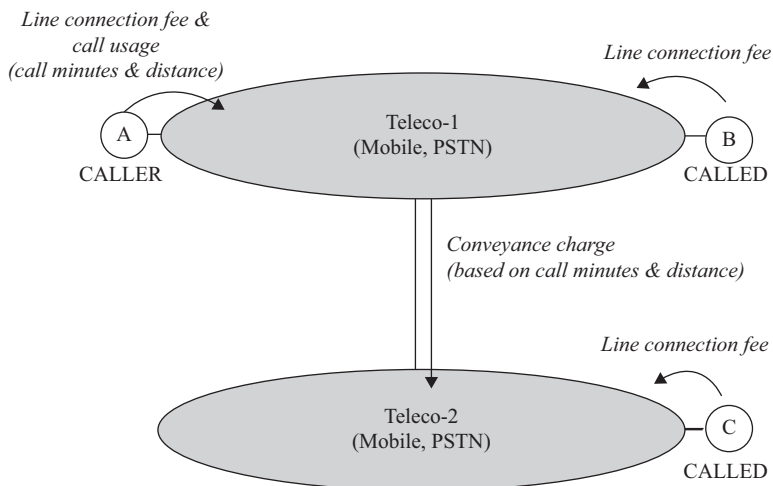 Line connection fee &
call usage
(call minutes & distance)
Line connection fee
A
CALLER
Teleco-1
(Mobile, PSTN)
B
CALLED
Conveyance charge
(based on call minutes & distance)
Line connection fee
Teleco-2
(Mobile, PSTN)
C
CALLED